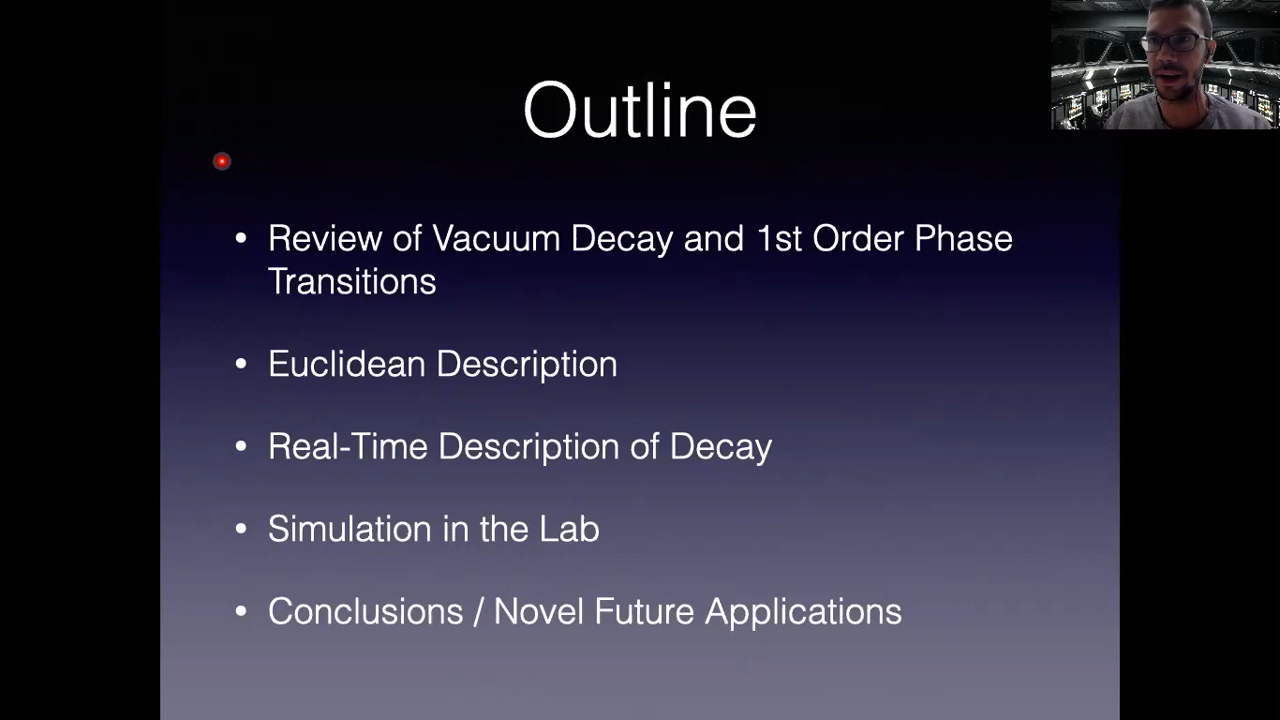 Outline
• Review of Vacuum Decay and 1st Order Phase
Transitions
• Euclidean Description
• Real-Time Description of Decay
• Simulation in the Lab
• Conclusions / Novel Future Applications